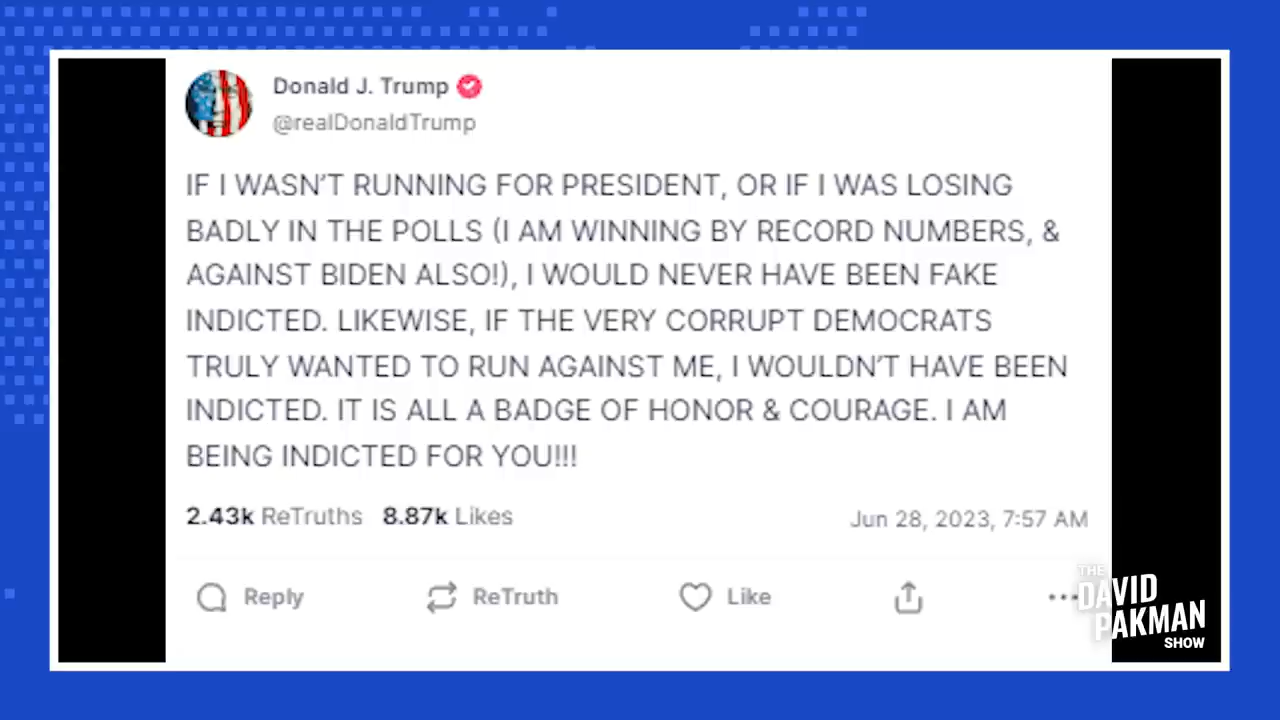 Donald J. Trump
@realDonaldTrump
IF I WASN'T RUNNING FOR PRESIDENT, OR IF I WAS LOSING
BADLY IN THE POLLS (I AM WINNING BY RECORD NUMBERS, &
AGAINST BIDEN ALSO!), I WOULD NEVER HAVE BEEN FAKE
INDICTED. LIKEWISE, IF THE VERY CORRUPT DEMOCRATS
TRULY WANTED TO RUN AGAINST ME, I WOULDN'T HAVE BEEN
INDICTED. IT IS ALL A BADGE OF HONOR & COURAGE. I AM
BEING INDICTED FOR YOU!!!
2.43k ReTruths 8.87k Likes Jun 28, 2023, 7:57 AM
Reply ReTruth Like
THE
DAVID
PAKMAN
SHOW